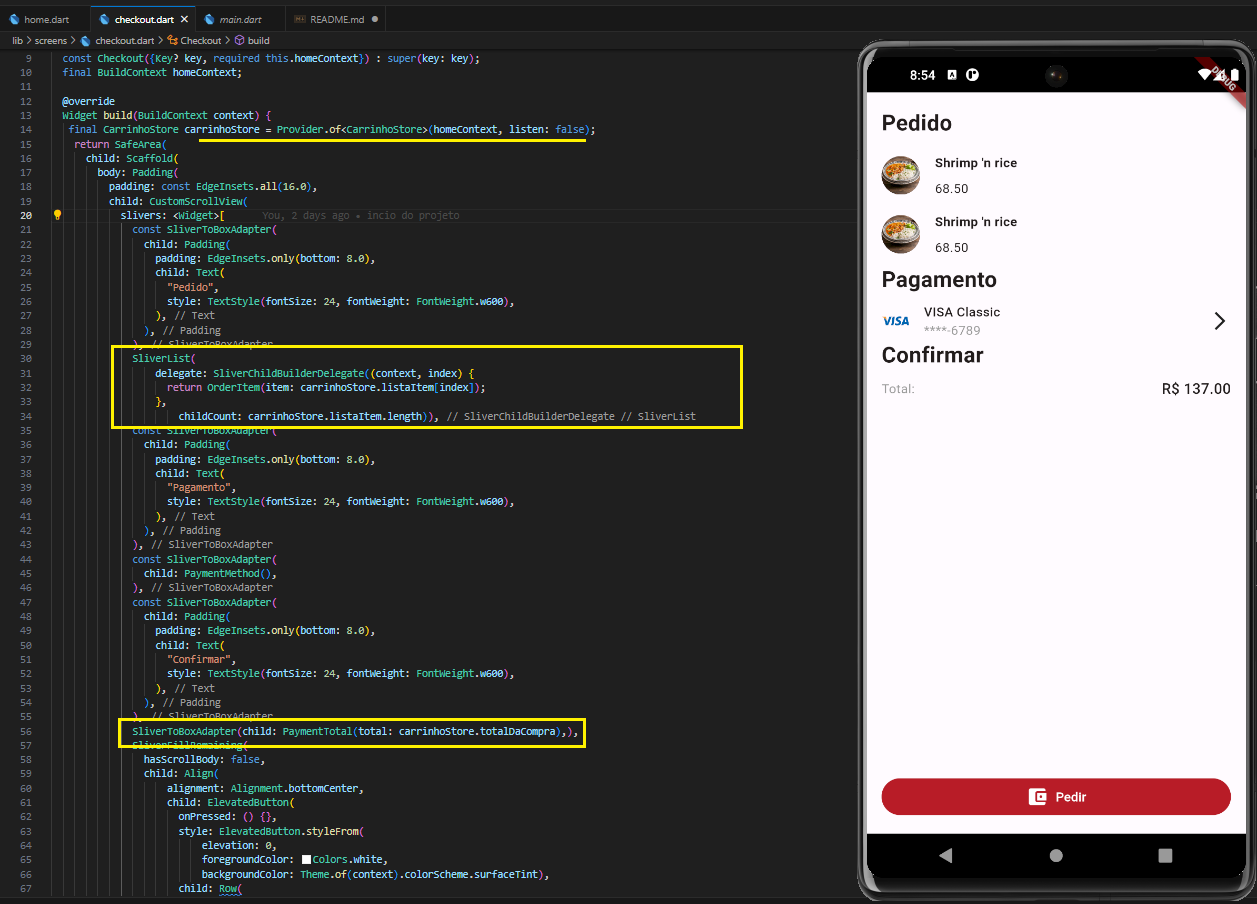 home.dart
checkout.dart
main.dart
README.md
lib > screens > checkout.dart > Checkout > build
9 const Checkout({Key? key, required this.homeContext}) : super(key: key);
10 final BuildContext homeContext;
11
12 @override
13 Widget build(BuildContext context) {
14 final CarrinhoStore carrinhoStore = Provider.of<CarrinhoStore>(homeContext, listen: false);
15 return SafeArea(
16 child: Scaffold(
17 body: Padding(
18 padding: const EdgeInsets.all(16.0),
19 child: CustomScrollView(
20 slivers: <Widget>[ You, 2 days ago • incio do projeto
21 const SliverToBoxAdapter(
22 child: Padding(
23 padding: EdgeInsets.only(bottom: 8.0),
24 child: Text(
25 "Pedido",
26 style: TextStyle(fontSize: 24, fontWeight: FontWeight.w600),
27 ), // Text
28 ), // Padding
29 ), // SliverToBoxAdapter
30 SliverList(
31 delegate: SliverChildBuilderDelegate((context, index) {
32 return OrderItem(item: carrinhoStore.listaItem[index]);
33 },
34 childCount: carrinhoStore.listaItem.length)), // SliverChildBuilderDelegate // SliverList
35 const SliverToBoxAdapter(
36 child: Padding(
37 padding: EdgeInsets.only(bottom: 8.0),
38 child: Text(
39 "Pagamento",
40 style: TextStyle(fontSize: 24, fontWeight: FontWeight.w600),
41 ), // Text
42 ), // Padding
43 ), // SliverToBoxAdapter
44 const SliverToBoxAdapter(
45 child: PaymentMethod(),
46 ), // SliverToBoxAdapter
47 const SliverToBoxAdapter(
48 child: Padding(
49 padding: EdgeInsets.only(bottom: 8.0),
50 child: Text(
51 "Confirmar",
52 style: TextStyle(fontSize: 24, fontWeight: FontWeight.w600),
53 ), // Text
54 ), // Padding
55 ), // SliverToBoxAdapter
56 SliverToBoxAdapter(child: PaymentTotal(total: carrinhoStore.totalDaCompra),),
57 SliverFillRemaining(
58 hasScrollBody: false,
59 child: Align(
60 alignment: Alignment.bottomCenter,
61 child: ElevatedButton(
62 onPressed: () {},
63 style: ElevatedButton.styleFrom(
64 elevation: 0,
65 foregroundColor: Colors.white,
66 backgroundColor: Theme.of(context).colorScheme.surfaceTint),
67 child: Row(
8:54
DEBUG
Pedido
Shrimp 'n rice
68.50
Shrimp 'n rice
68.50
Pagamento
VISA
VISA Classic
****-6789
Confirmar
Total: R$ 137.00
Pedir